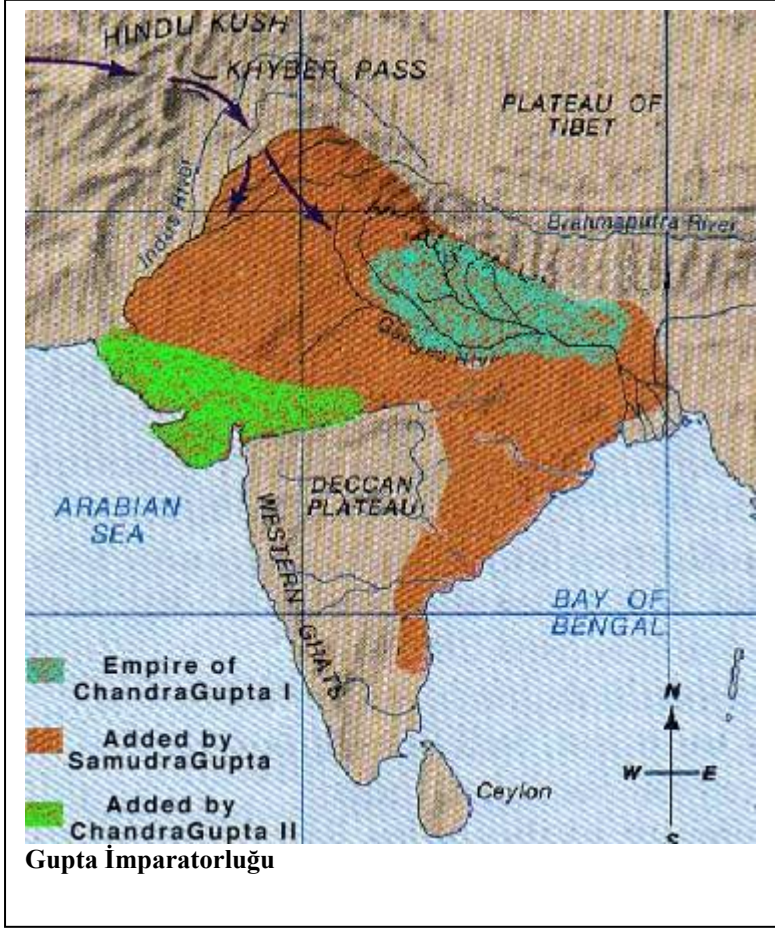 HINDU KUSH
KHYBER PASS
PLATEAU OF
TIBET
Indus River
Brahmaputra River
Ganges River
ARABIAN
SEA
DECCAN
PLATEAU
WESTERN GHATS
BAY OF
BENGAL
Empire of
ChandraGupta I
Added by
SamudraGupta
Added by
ChandraGupta II
N
W E
S
Ceylon
Gupta İmparatorluğu